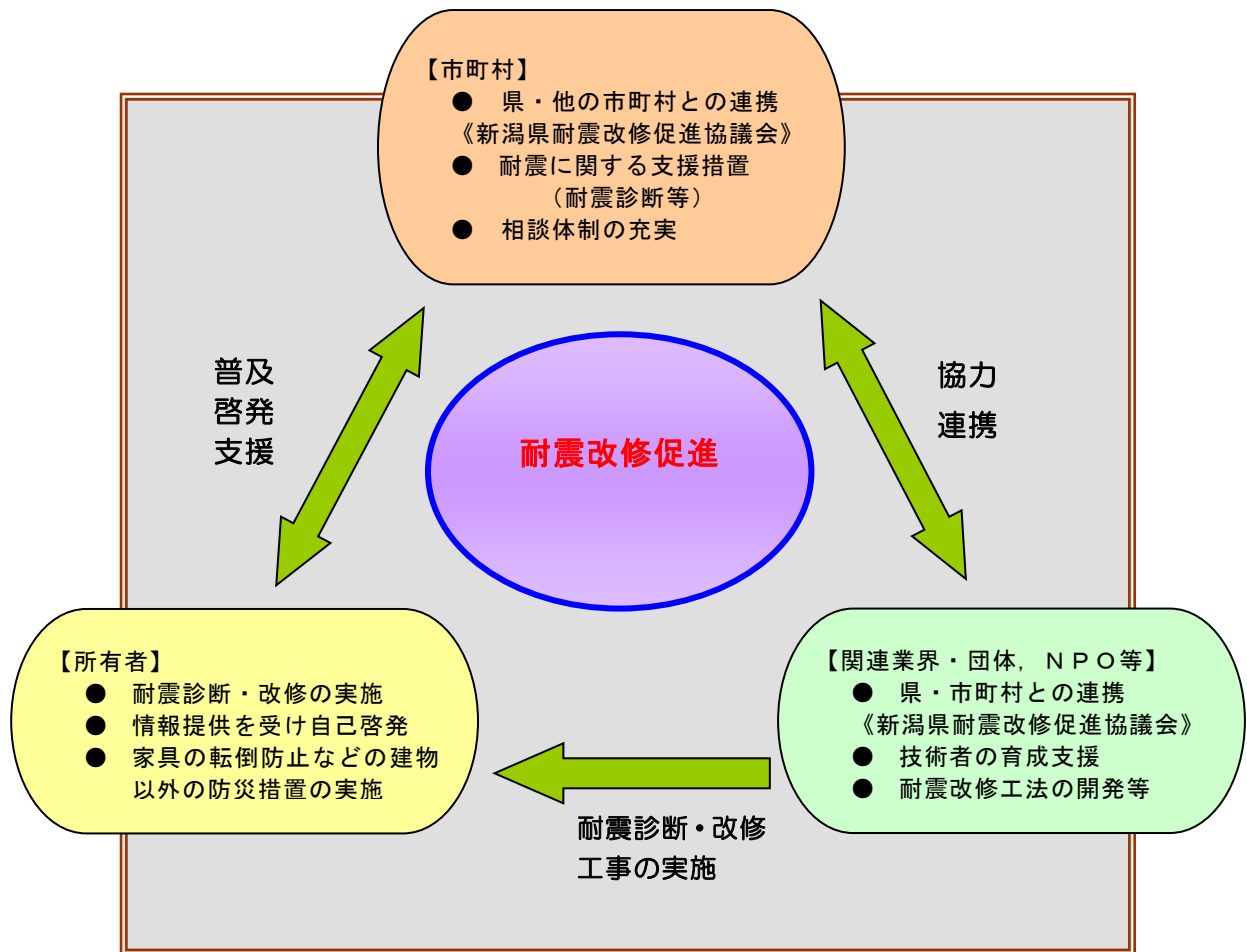 【市町村】
● 県・他の市町村との連携
《新潟県耐震改修促進協議会》
● 耐震に関する支援措置
（耐震診断等）
● 相談体制の充実
普及
啓発
支援
協力
連携
耐震改修促進
【所有者】
● 耐震診断・改修の実施
● 情報提供を受け自己啓発
● 家具の転倒防止などの建物
以外の防災措置の実施
【関連業界・団体，ＮＰＯ等】
● 県・市町村との連携
《新潟県耐震改修促進協議会》
● 技術者の育成支援
● 耐震改修工法の開発等
耐震診断・改修
工事の実施